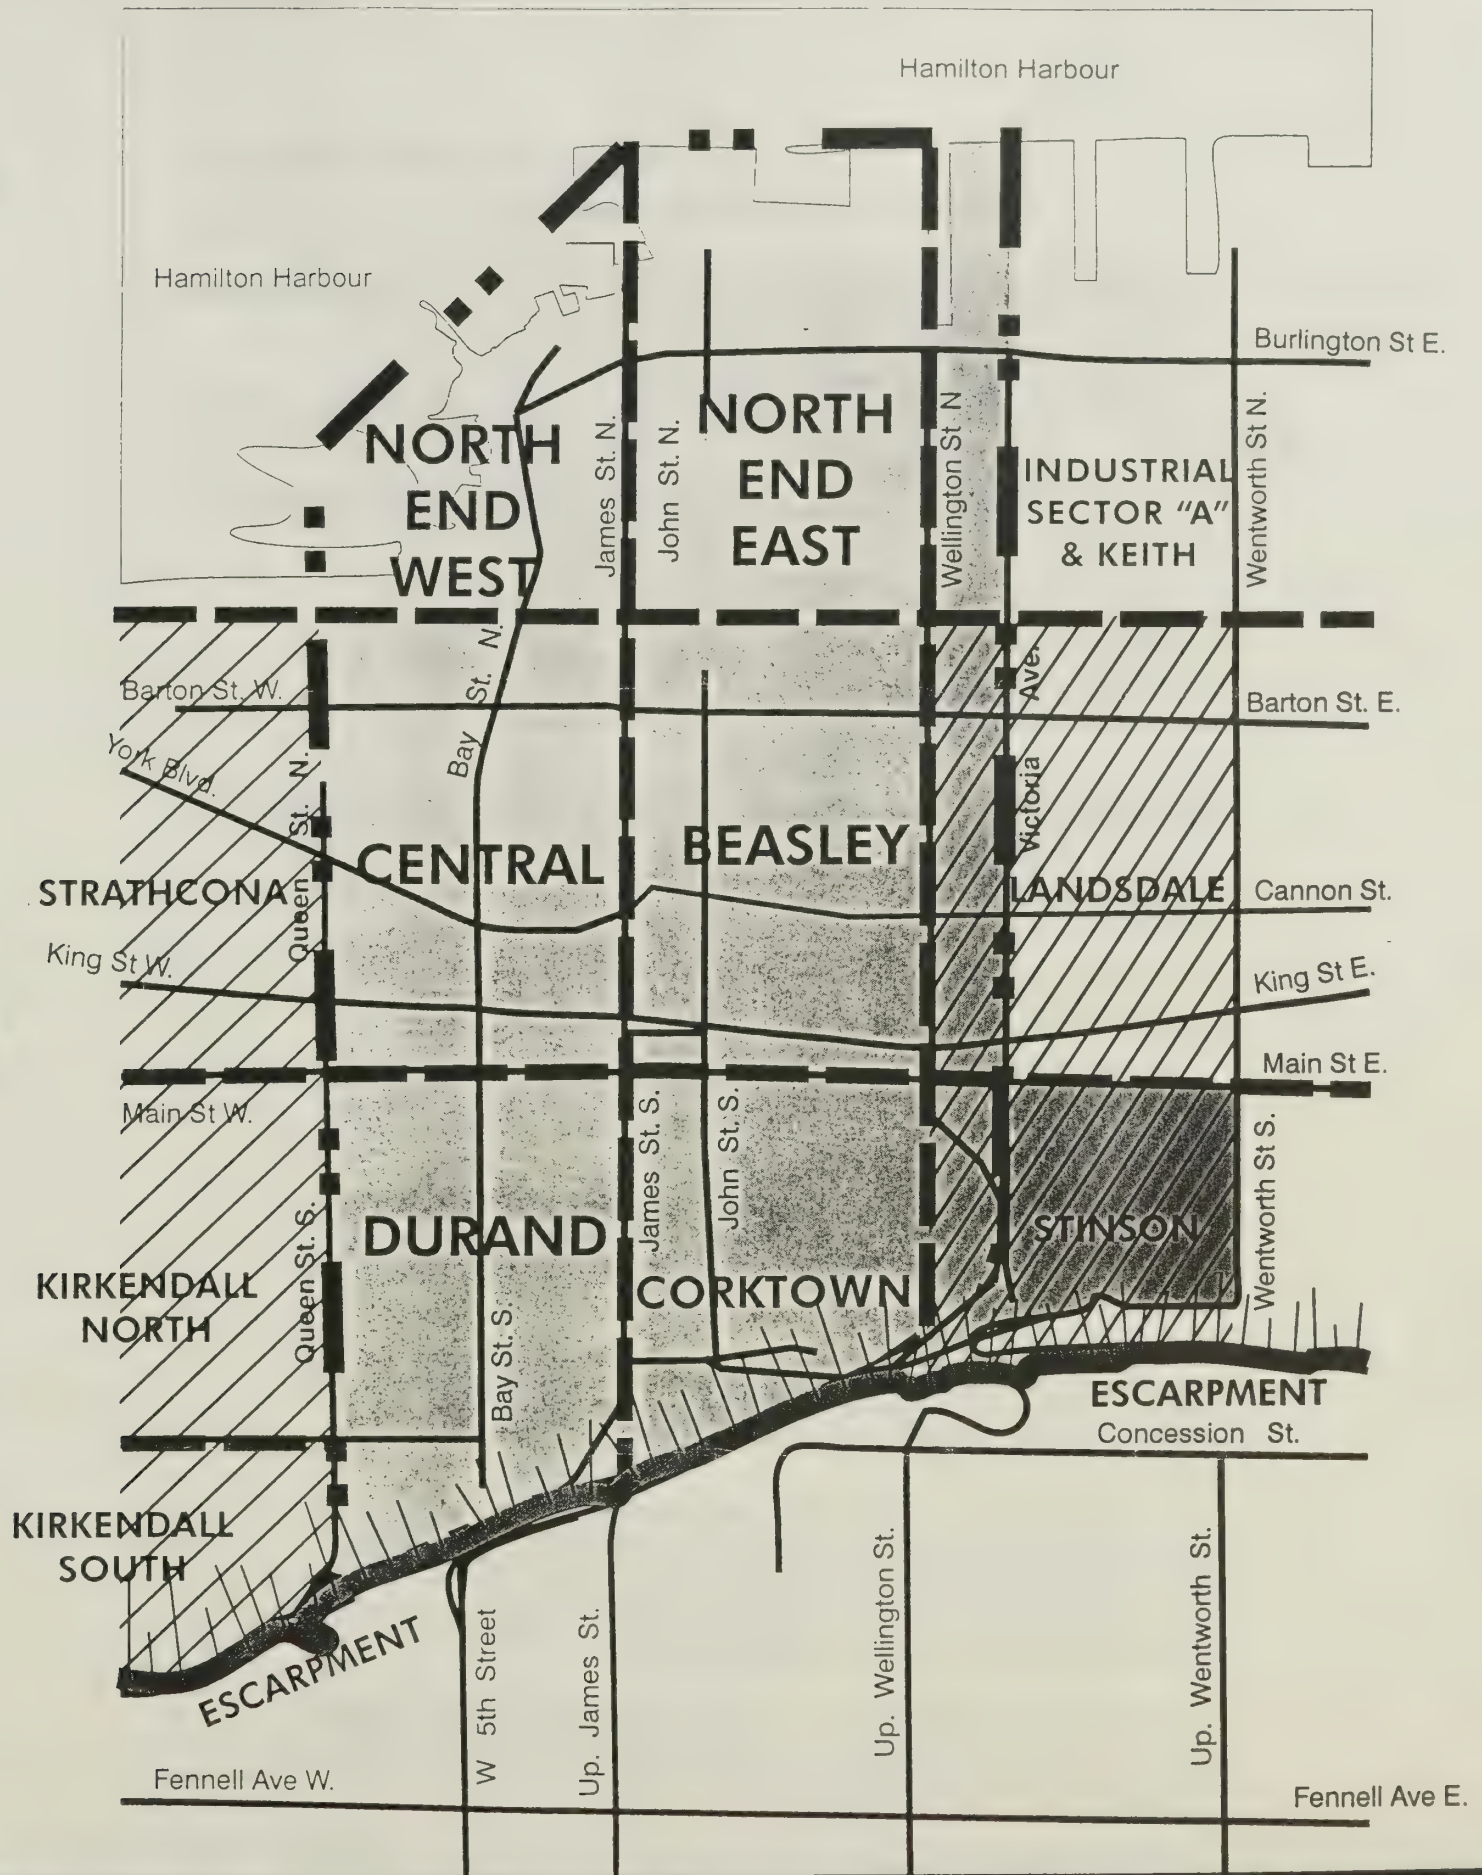 Hamilton Harbour
Hamilton Harbour
Burlington St E.
NORTH
END
WEST
James St. N.
John St. N.
NORTH
END
EAST
Wellington St N
INDUSTRIAL
SECTOR "A"
& KEITH
Wentworth St N.
Barton St. W.
Bay St. N.
Victoria Ave.
Barton St. E.
York Blvd.
Queen St. N.
STRATHCONA
CENTRAL
BEASLEY
LANDSDALE
Cannon St.
King St W.
King St E.
Main St E.
Main St W.
James St. S.
John St. S.
Wentworth St S.
DURAND
STINSON
Queen St. S.
KIRKENDALL
NORTH
CORKTOWN
Bay St. S
ESCARPMENT
Concession St.
KIRKENDALL
SOUTH
ESCARPMENT
W 5th Street
Up. James St.
Up. Wellington St.
Up. Wentworth St.
Fennell Ave W.
Fennell Ave E.